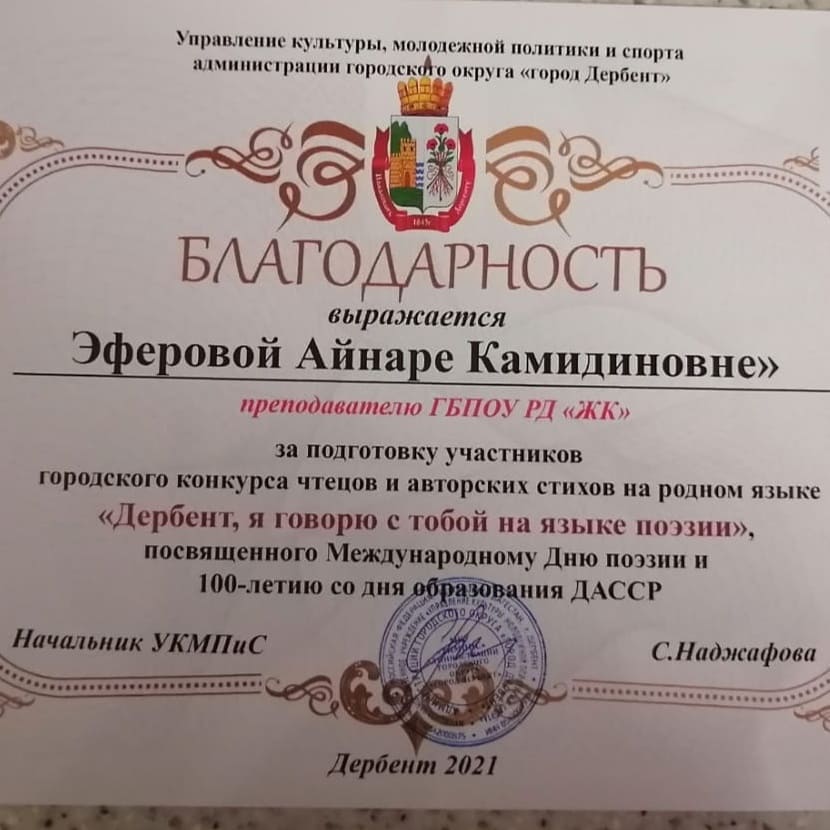 Управление культуры, молодежной политики и спорта
администрации городского округа «город Дербент»
1845г
БЛАГОДАРНОСТЬ
выражается
Эферовой Айнаре Камидиновне»
преподавателю ГБПОУ РД «ЖК»
за подготовку участников
городского конкурса чтецов и авторских стихов на родном языке
«Дербент, я говорю с тобой на языке поэзии»,
посвященного Международному Дню поэзии и
100-летию со дня образования ДАССР
Начальник УКМПиС
С.Наджафова
Дербент 2021